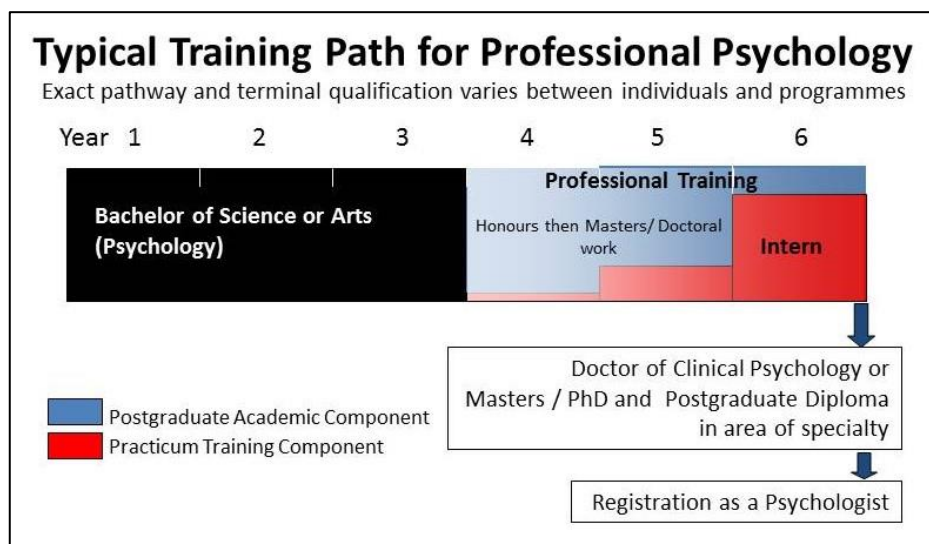 Typical Training Path for Professional Psychology
Exact pathway and terminal qualification varies between individuals and programmes
Year 1 2 3 4 5 6
Professional Training
Bachelor of Science or Arts
(Psychology)
Honours then Masters/ Doctoral
work
Intern
Doctor of Clinical Psychology or
Masters / PhD and Postgraduate Diploma
in area of specialty
Postgraduate Academic Component
Practicum Training Component
Registration as a Psychologist